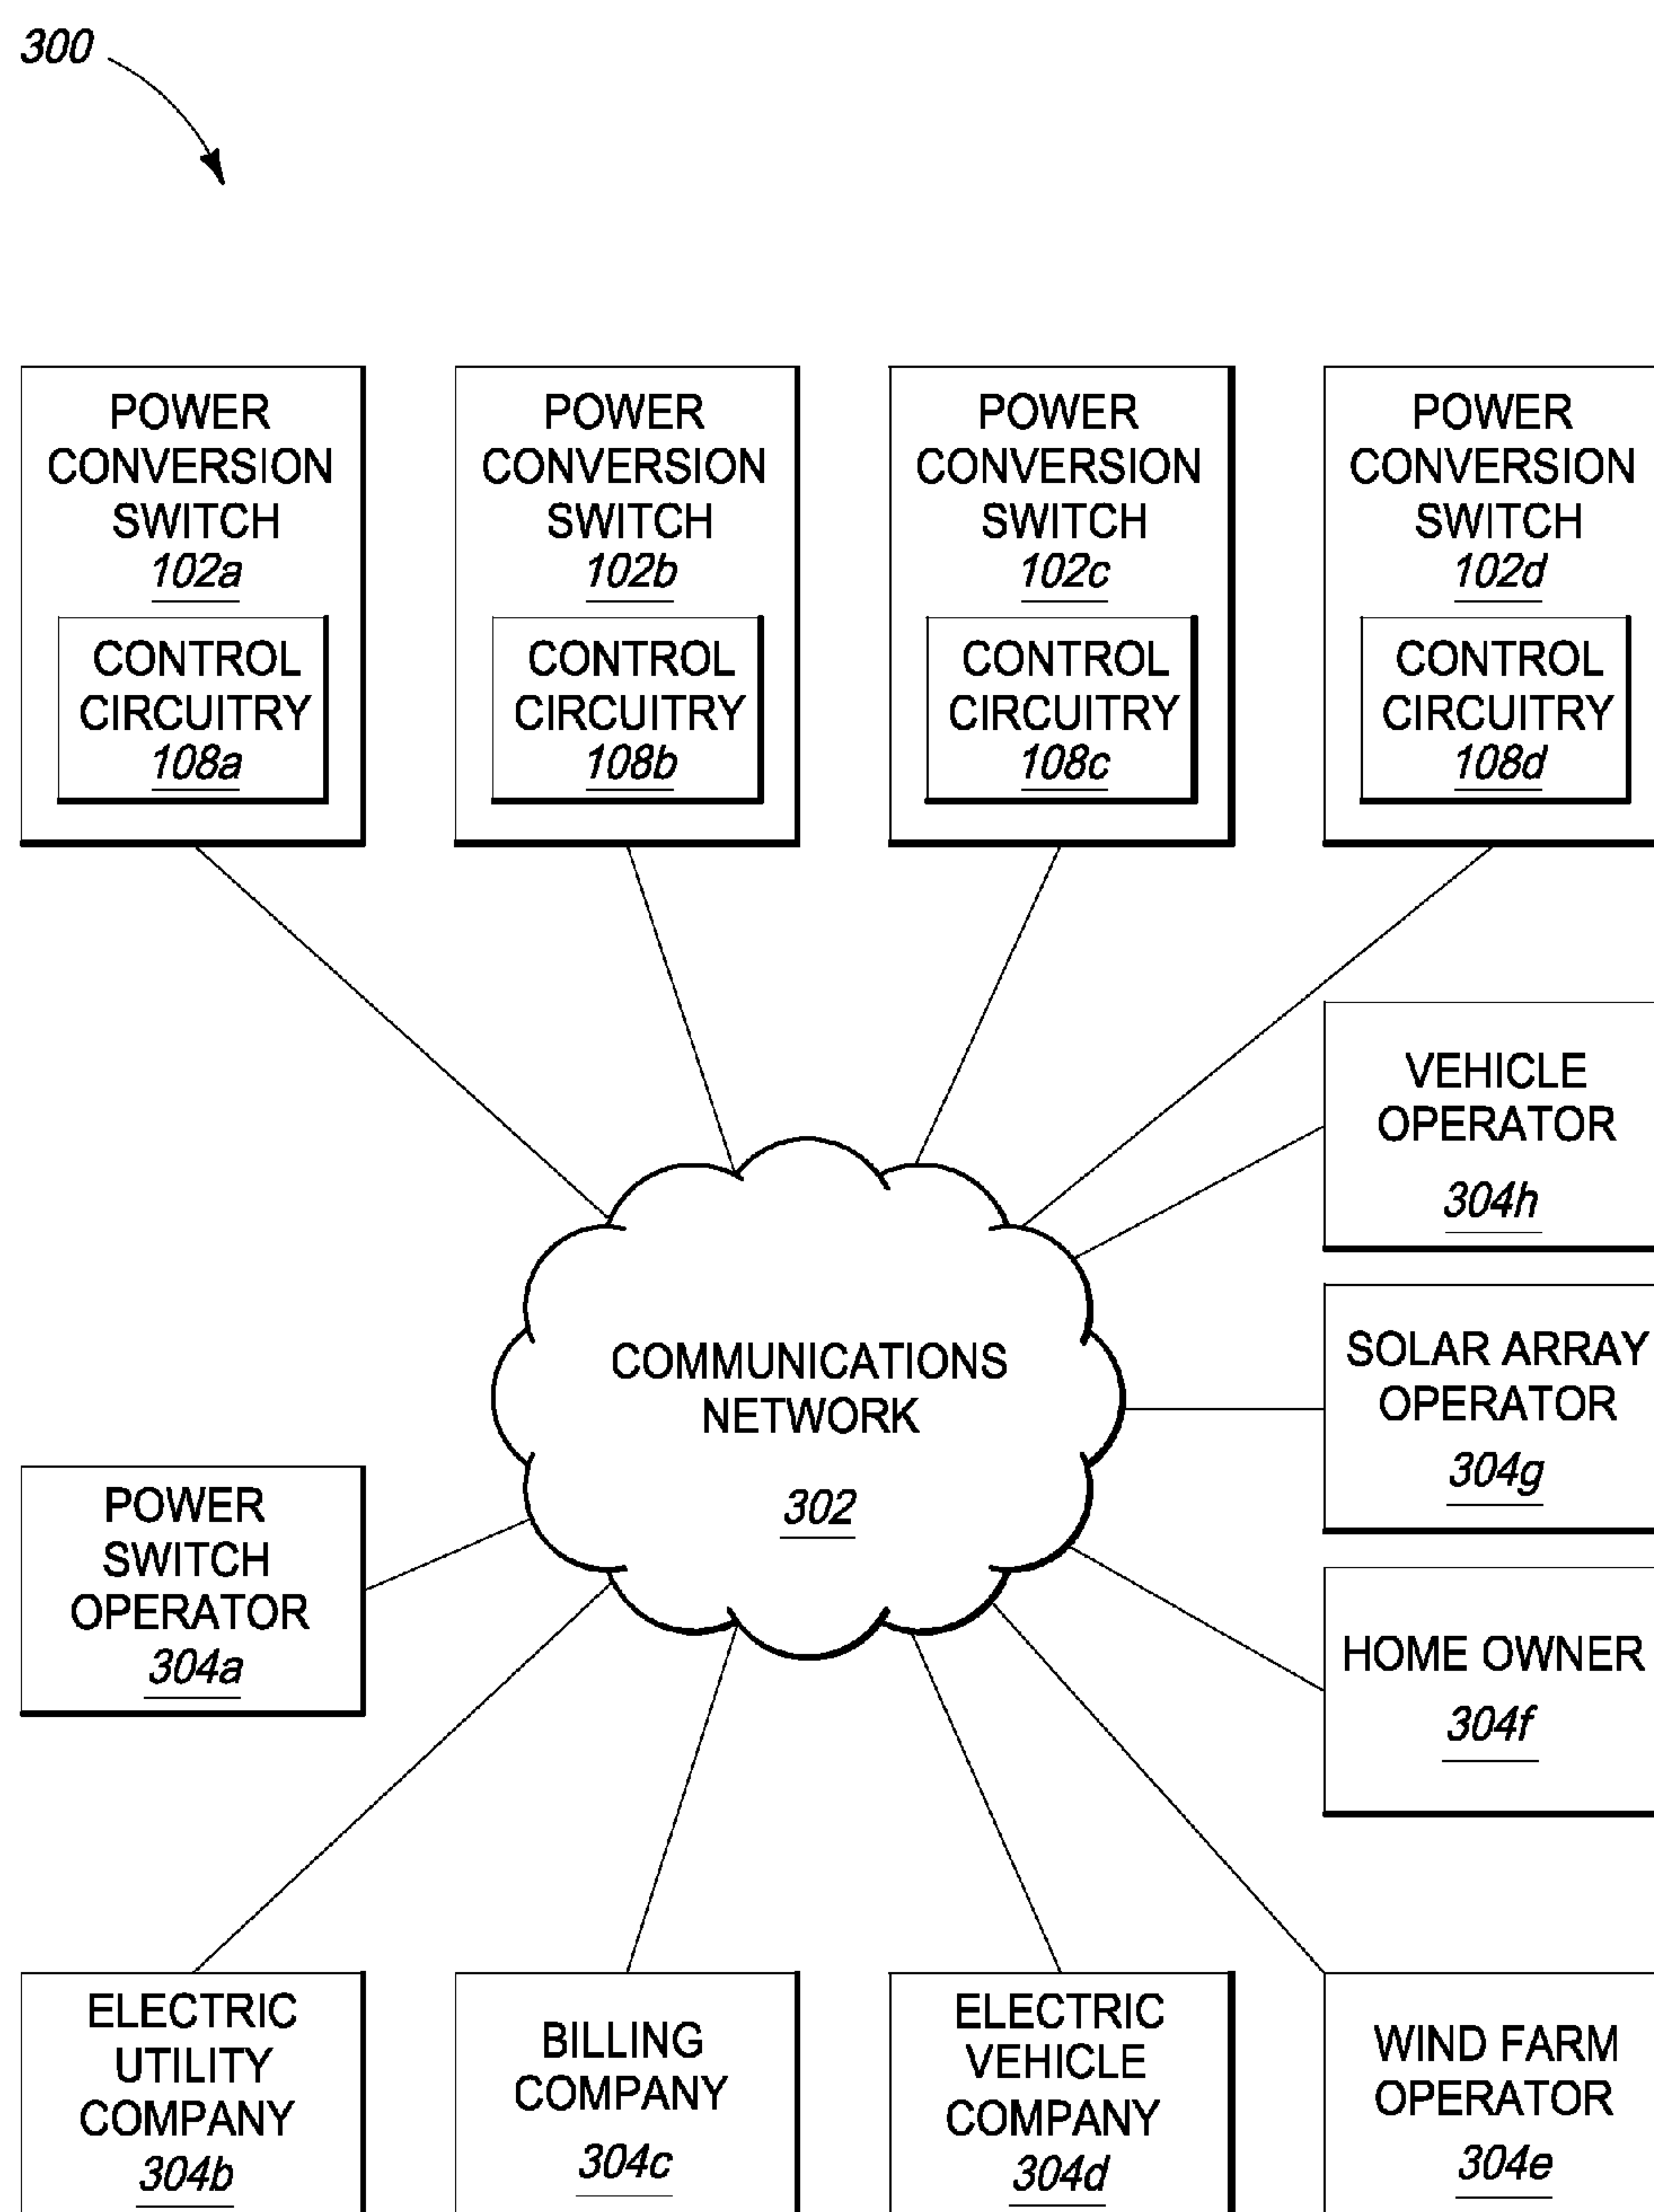 300
POWER
CONVERSION
SWITCH
102a
CONTROL
CIRCUITRY
108a
POWER
CONVERSION
SWITCH
102b
CONTROL
CIRCUITRY
108b
POWER
CONVERSION
SWITCH
102c
CONTROL
CIRCUITRY
108c
POWER
CONVERSION
SWITCH
102d
CONTROL
CIRCUITRY
108d
VEHICLE
OPERATOR
304h
COMMUNICATIONS
NETWORK
302
SOLAR ARRAY
OPERATOR
304g
POWER
SWITCH
OPERATOR
304a
HOME OWNER
304f
ELECTRIC
UTILITY
COMPANY
304b
BILLING
COMPANY
304c
ELECTRIC
VEHICLE
COMPANY
304d
WIND FARM
OPERATOR
304e